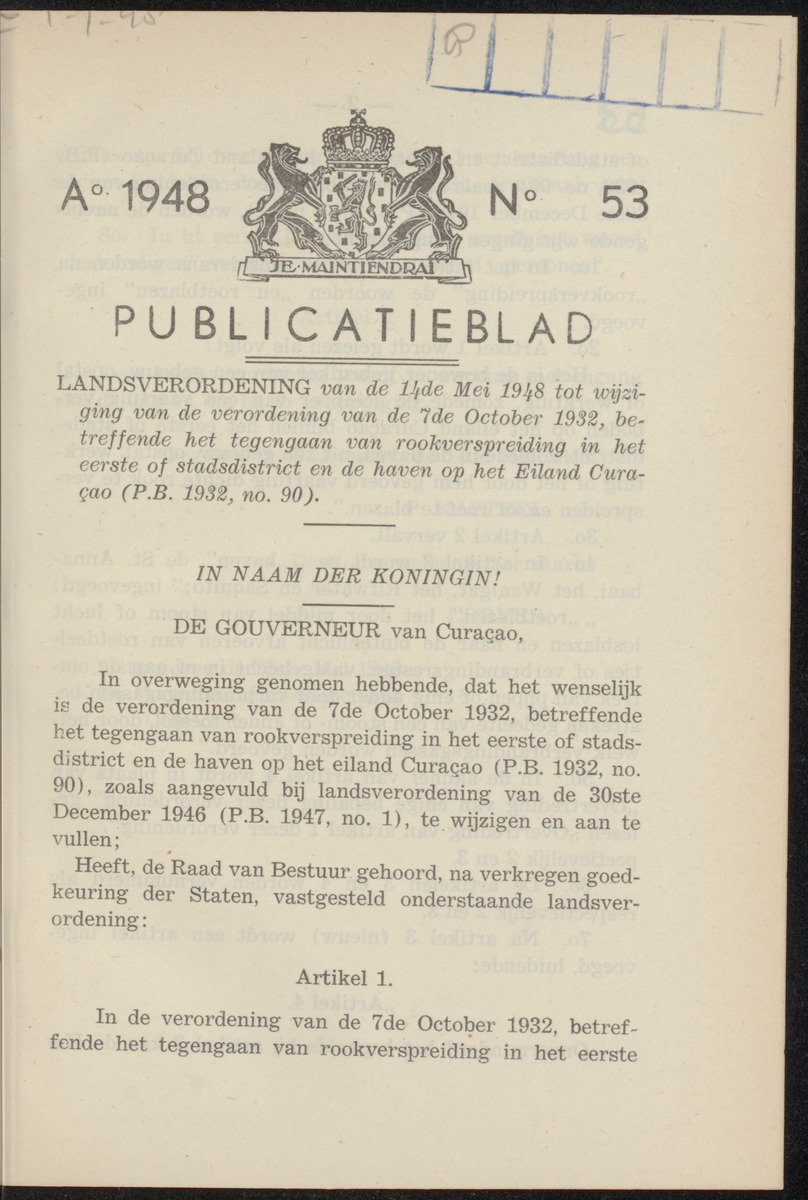 Aº. 1948
Nº 53
JE·MAINTIENDRAI
PUBLICATIEBLAD
LANDSVERORDENING van de 14de Mei 1948 tot wijzi-
ging van de verordening van de 7de October 1932, be-
treffende het tegengaan van rookverspreiding in het
eerste of stadsdistrict en de haven op het Eiland Cura-
çao (P.B. 1932, no. 90).
IN NAAM DER KONINGIN!
DE GOUVERNEUR van Curaçao,
In overweging genomen hebbende, dat het wenselijk
is de verordening van de 7de October 1932, betreffende
het tegengaan van rookverspreiding in het eerste of stads-
district en de haven op het eiland Curaçao (P.B. 1932, no.
90), zoals aangevuld bij landsverordening van de 30ste
December 1946 (P.B. 1947, no. 1), te wijzigen en aan te
vullen;
Heeft, de Raad van Bestuur gehoord, na verkregen goed-
keuring der Staten, vastgesteld onderstaande landsver-
ordening:
Artikel 1.
In de verordening van de 7de October 1932, betref-
fende het tegengaan van rookverspreiding in het eerste